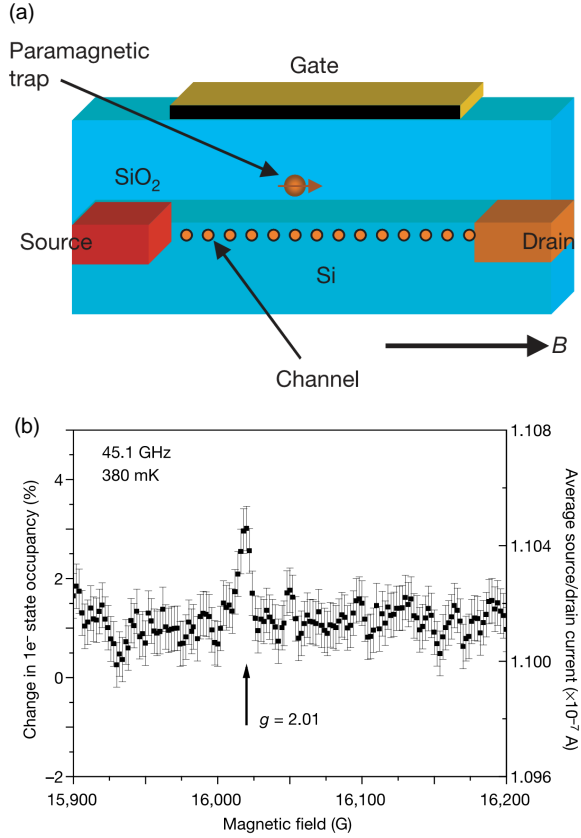 (a)
Paramagnetic
trap
Gate
SiO₂
Source
Drain
Si
B
Channel
(b)
45.1 GHz
380 mK
g = 2.01
Change in 1e⁻ state occupancy (%)
4
2
0
−2
Average source/drain current
(×10⁻⁷ A)
1.108
1.104
1.100
1.096
15,900
16,000
16,100
16,200
Magnetic field (G)